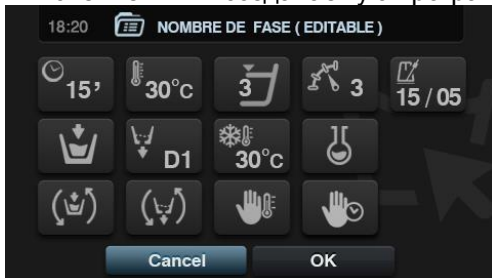 18:20 NOMBRE DE FASE ( EDITABLE )
15' 30°C 3 3 15 / 05
D1 30°C
Cancel OK